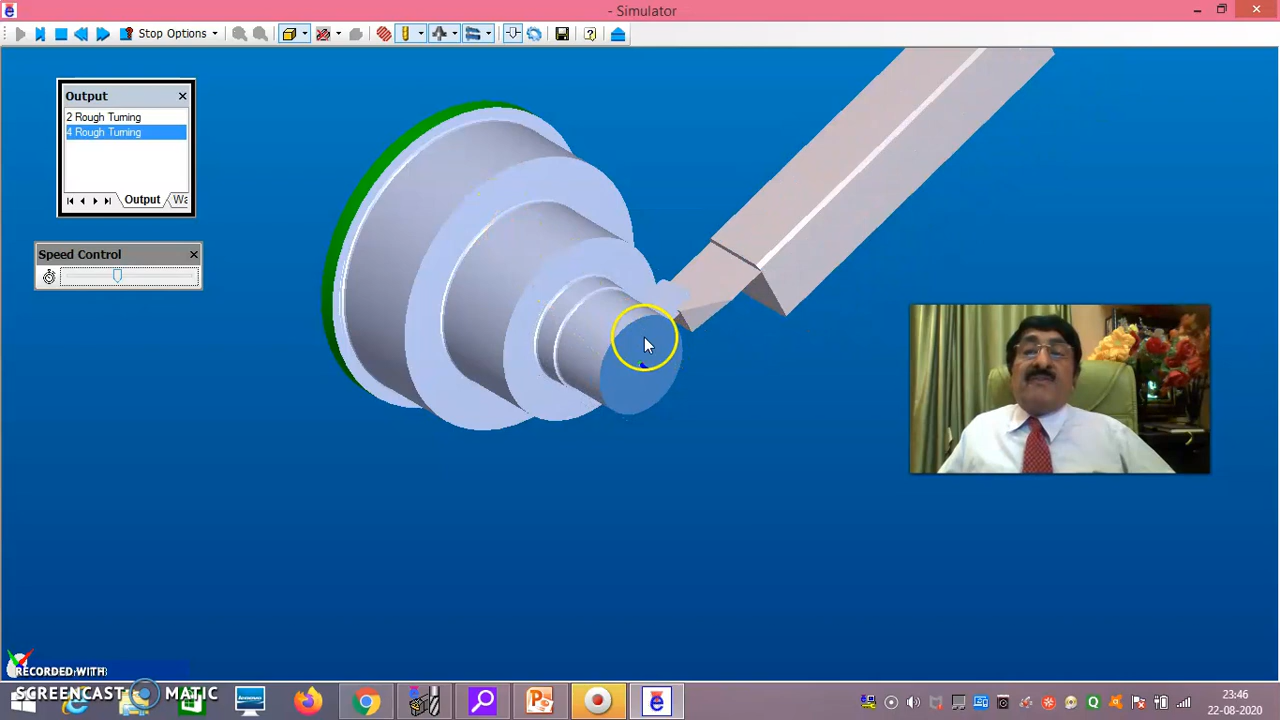 - Simulator
Stop Options
Output
2 Rough Turning
4 Rough Turning
Output
Wa
Speed Control
RECORDED WITH
SCREENCAST MATIC
23:46
22-08-2020